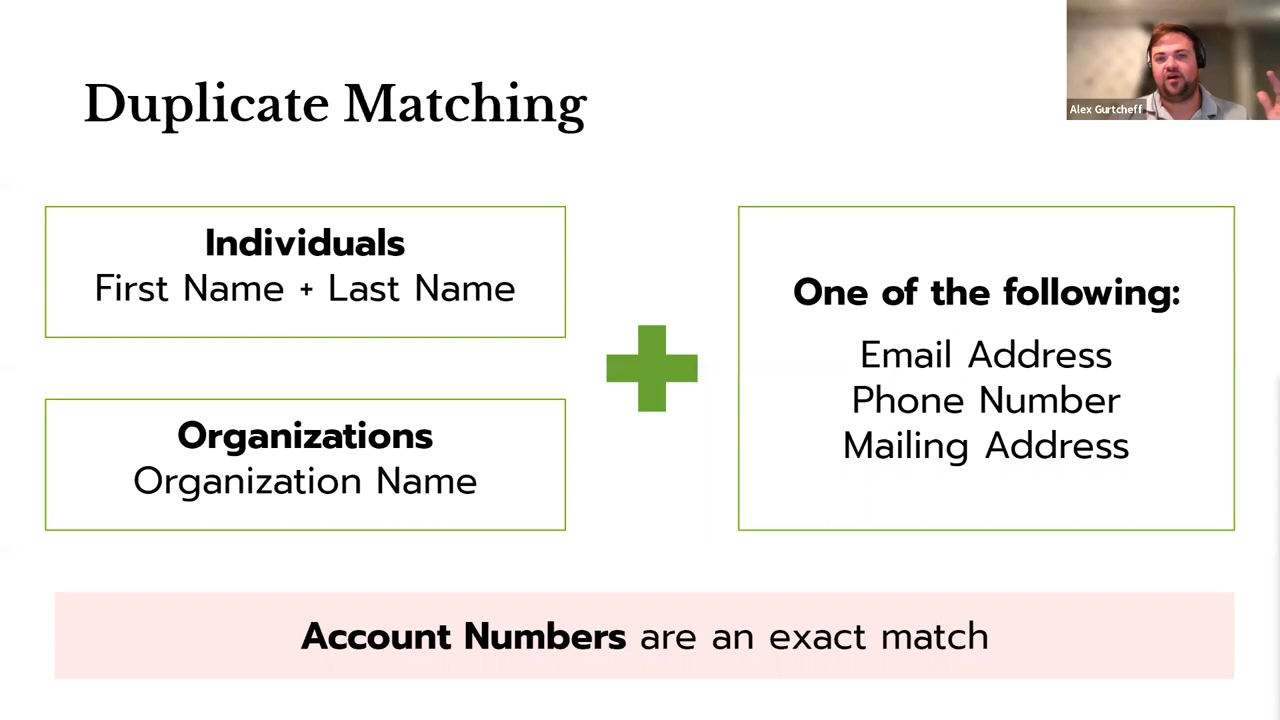 Duplicate Matching
Alex Gurtcheff
Individuals
First Name + Last Name
Organizations
Organization Name
One of the following:
Email Address
Phone Number
Mailing Address
Account Numbers are an exact match